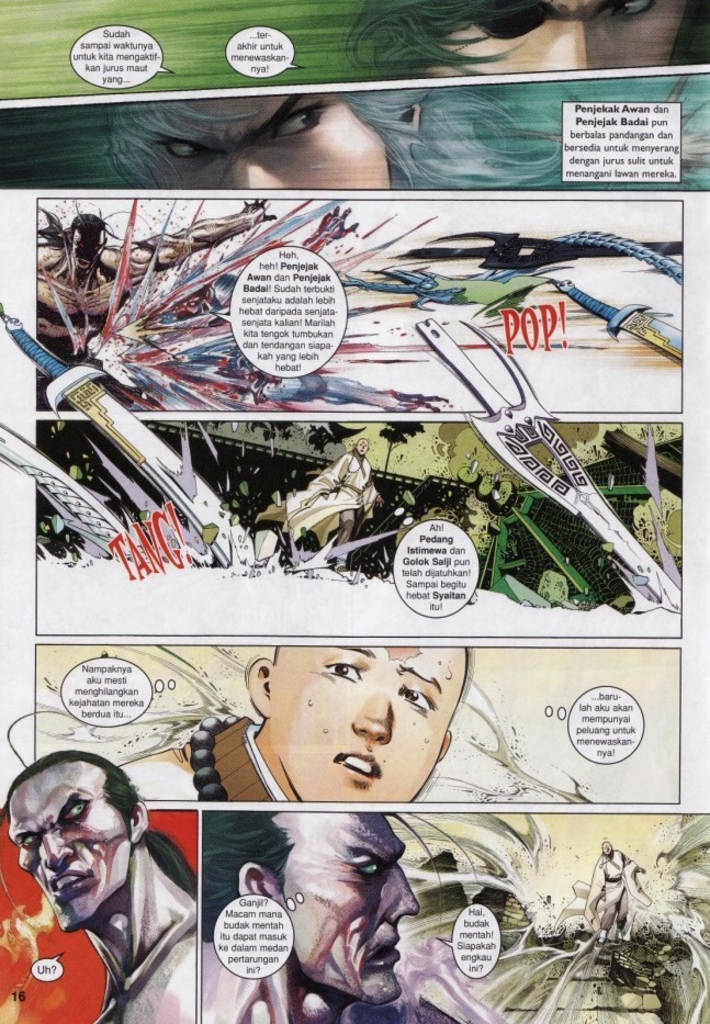 Sudah
sampai waktunya
untuk kita mengaktif-
kan jurus maut
yang...
...ter-
akhir untuk
menewaskan-
nya!
Penjekak Awan dan
Penjejak Badai pun
berbalas pandangan dan
bersedia untuk menyerang
dengan jurus sulit untuk
menangani lawan mereka.
Heh,
heh! Penjejak
Awan dan Penjejak
Badai! Sudah terbukti
senjataku adalah lebih
hebat daripada senjata-
senjata kalian! Marilah
kita tengok tumbukan
dan tendangan siapa-
kah yang lebih
hebat!
POP!
TANG!
Ah!
Pedang
Istimewa dan
Golok Salji pun
telah dijatuhkan!
Sampai begitu
hebat Syaitan
itu!
Nampaknya
aku mesti
menghilangkan
kejahatan mereka
berdua itu...
...baru-
lah aku akan
mempunyai
peluang untuk
menewaskan-
nya!
Uh?
Ganjil?
Macam mana
budak mentah
itu dapat masuk
ke dalam medan
pertarungan
ini?
Hai,
budak
mentah!
Siapakah
engkau
ini?
16